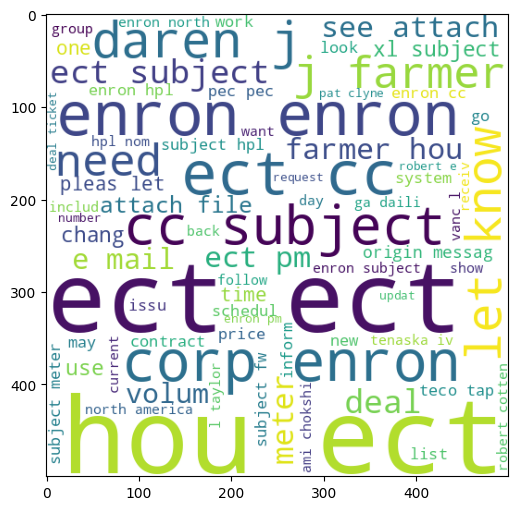 0
group
enron north
work
daren j
see attach
one
look
xl subject
ect subject
j farmer
enron hpl
pec pec
pat clyne
enron cc
100
deal ticket
enron enron
go
hpl nom
want
need
subject hpl
farmer hou
robert e
ect cc
request
system
pleas let
receiv
let know
200
includ
attach file
day
ga daili
vanc l
number
cc subject
chang
back
e mail
ect pm
origin messag
enron subject
show
300
ect ect
issu
follow
time
updat
schedul
enron pm
price
may
contract
inform
new
tenaska iv
subject meter
current
corp enron
use
400
volum
subject fw
meter
ami chokshi
deal
teco tap
north america
l taylor
robert cotten
hou ect
list
0
100
200
300
400